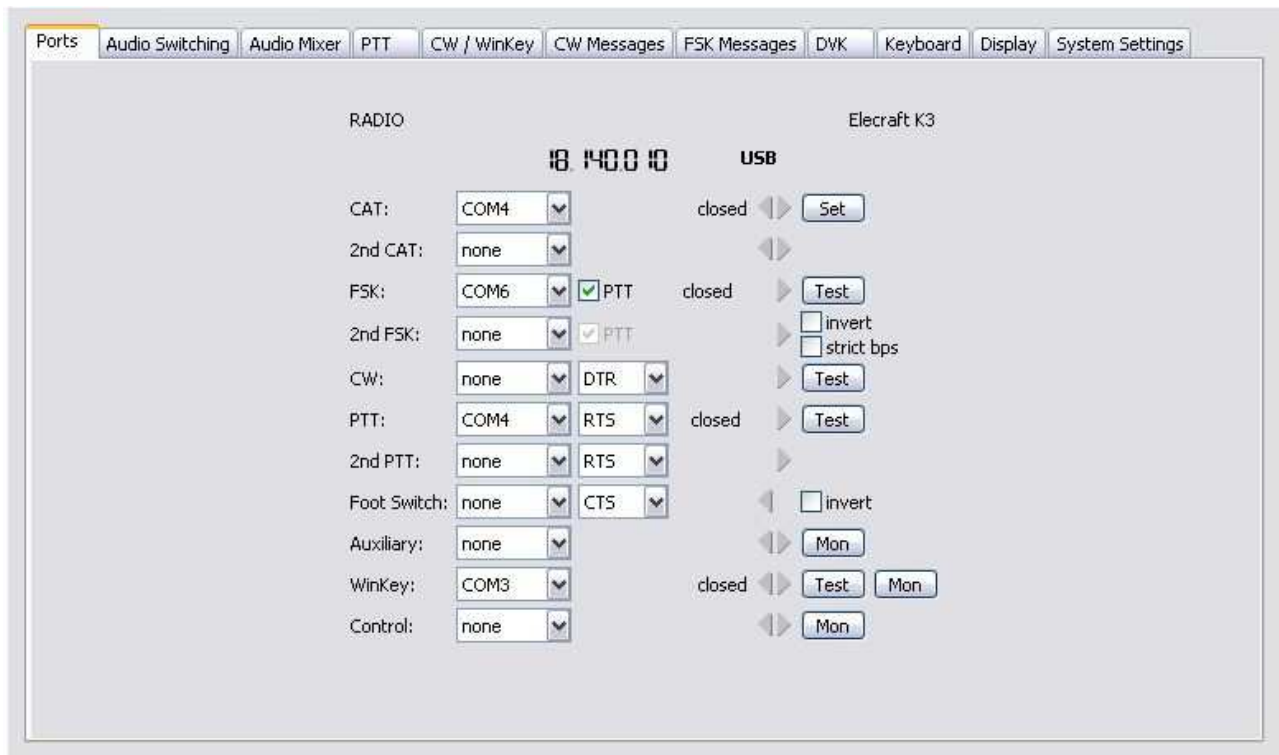 Ports Audio Switching Audio Mixer PTT CW / WinKey CW Messages FSK Messages DVK Keyboard Display System Settings
RADIO Elecraft K3
18.140.010 USB
CAT: COM4 closed Set
2nd CAT: none
FSK: COM6 PTT closed Test
2nd FSK: none PTT invert
strict bps
CW: none DTR Test
PTT: COM4 RTS closed Test
2nd PTT: none RTS
Foot Switch: none CTS invert
Auxiliary: none Mon
WinKey: COM3 closed Test Mon
Control: none Mon